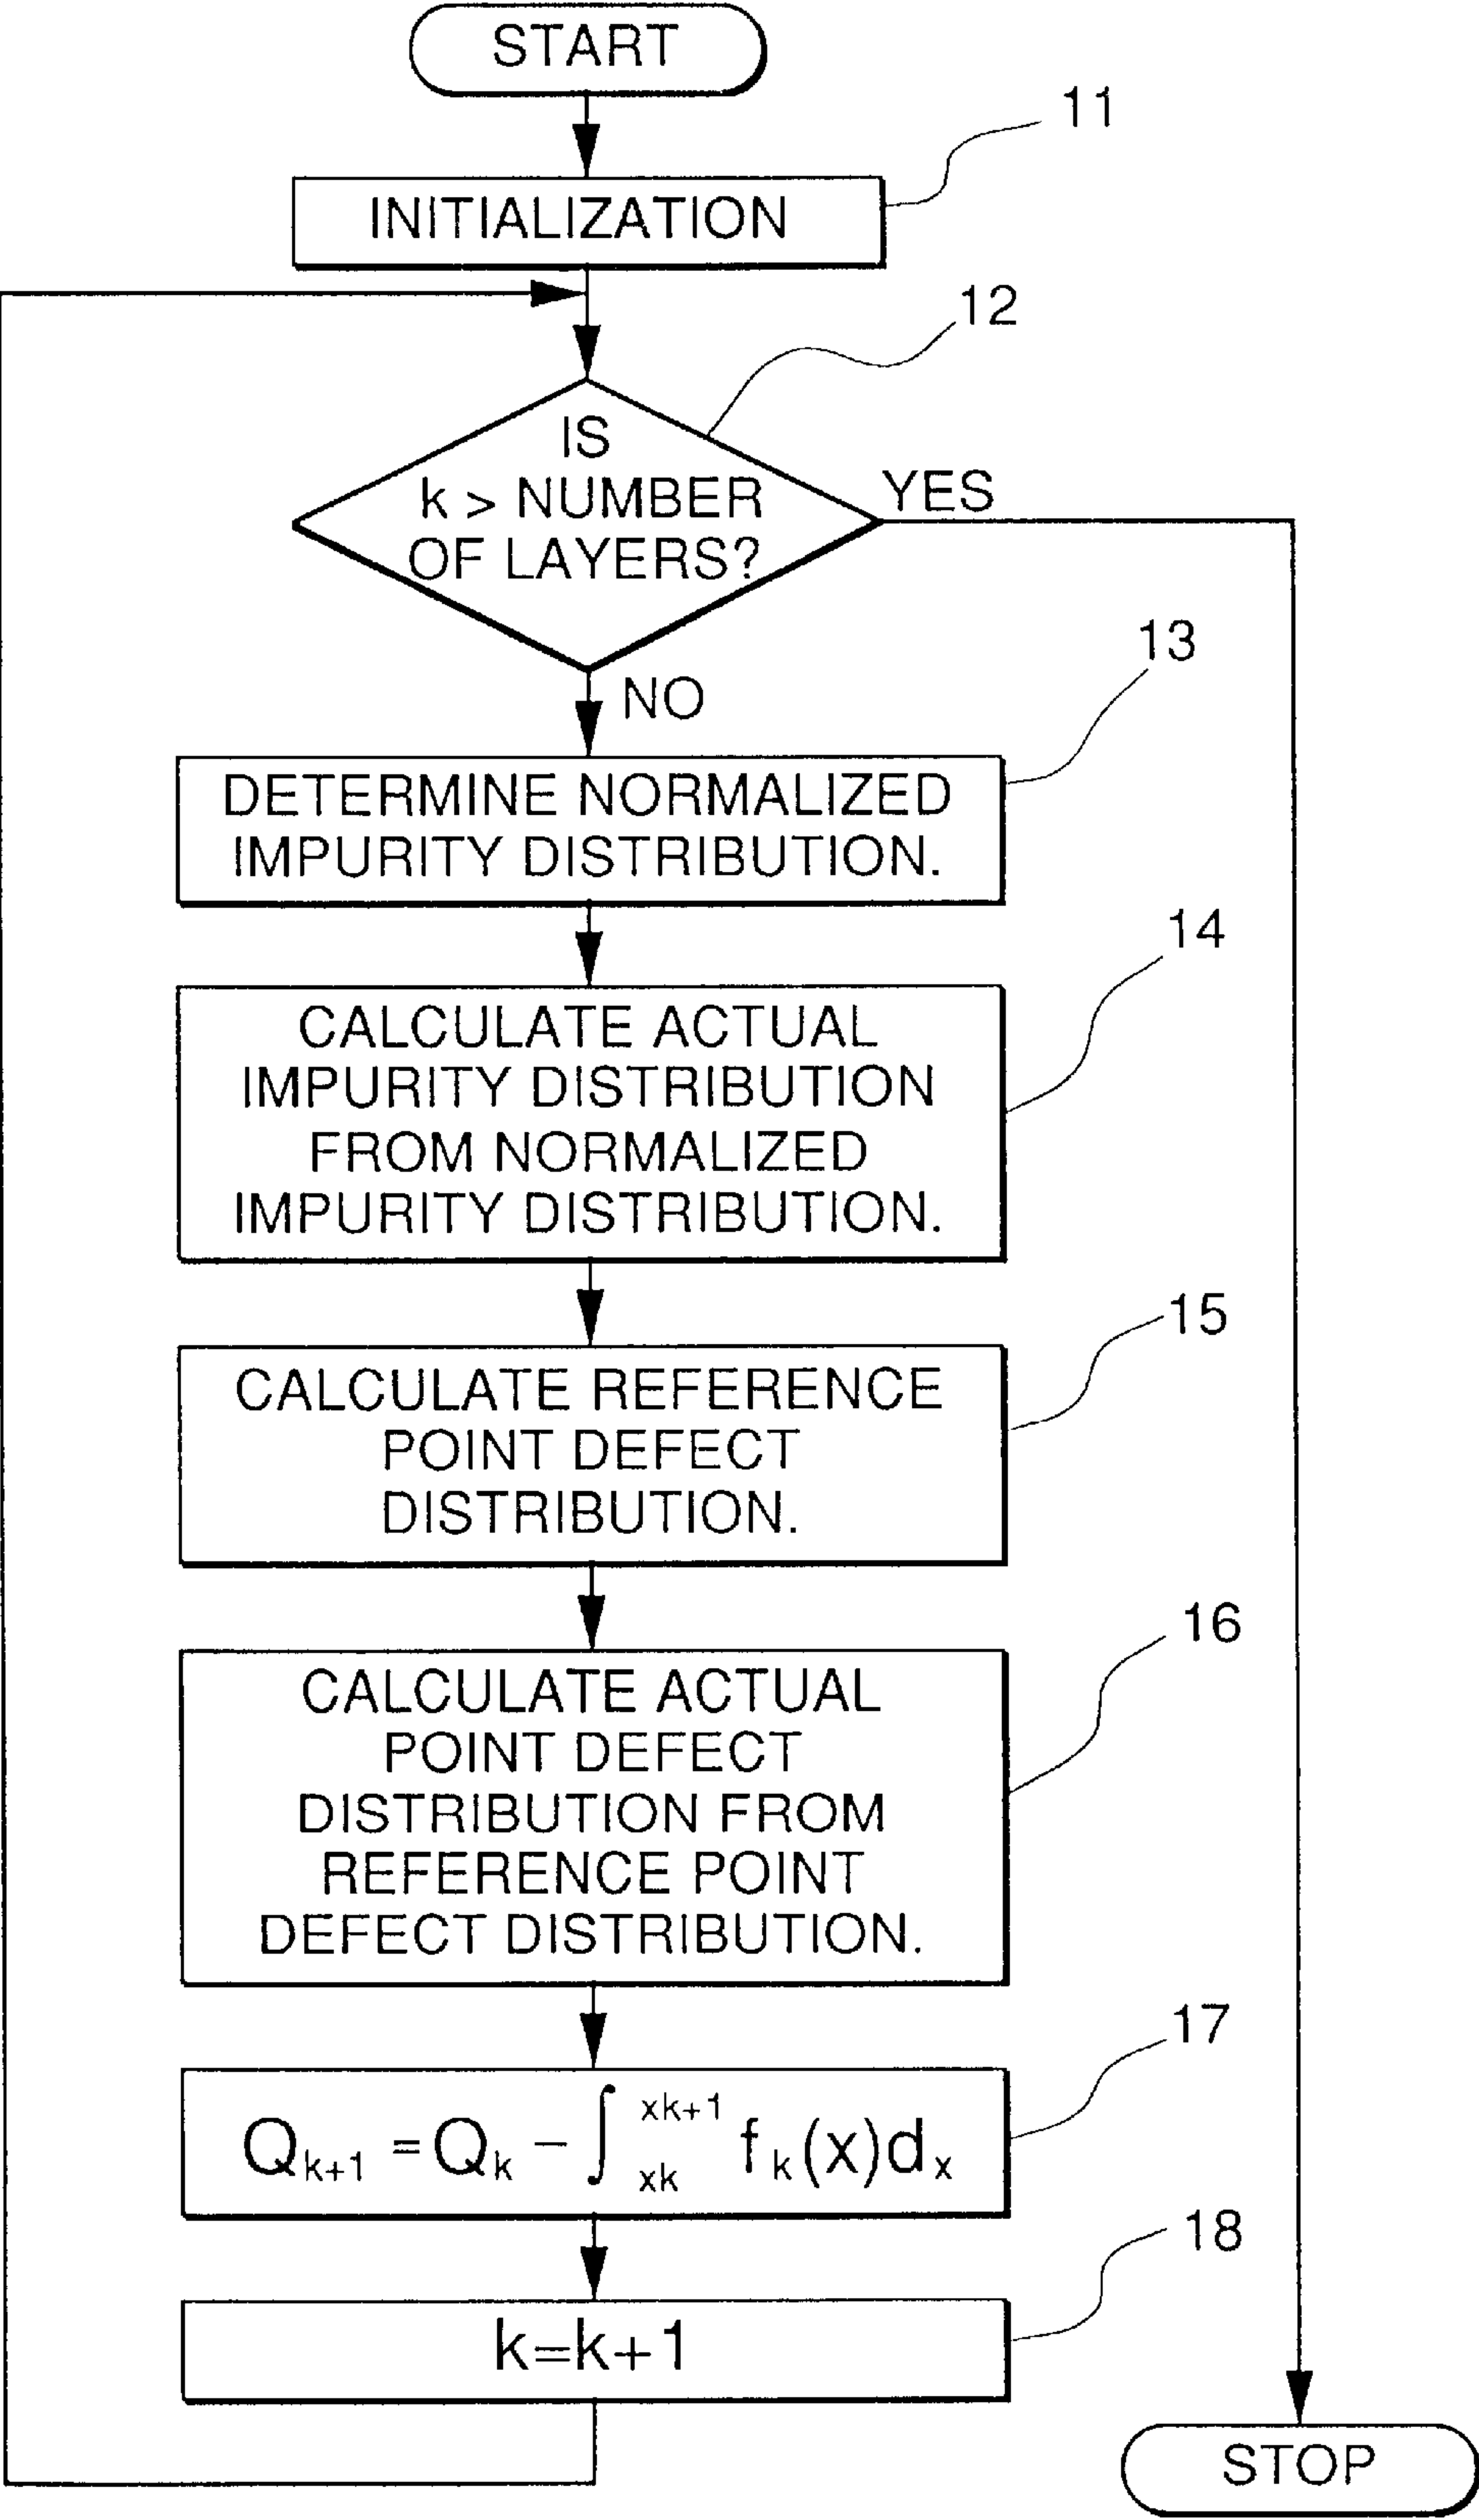 START
11
INITIALIZATION
12
IS
k > NUMBER
OF LAYERS?
YES
NO
13
DETERMINE NORMALIZED
IMPURITY DISTRIBUTION.
14
CALCULATE ACTUAL
IMPURITY DISTRIBUTION
FROM NORMALIZED
IMPURITY DISTRIBUTION.
15
CALCULATE REFERENCE
POINT DEFECT
DISTRIBUTION.
16
CALCULATE ACTUAL
POINT DEFECT
DISTRIBUTION FROM
REFERENCE POINT
DEFECT DISTRIBUTION.
17
Q_{k+1} = Q_k − ∫_{xk}^{xk+1} f_k(x)d_x
18
k=k+1
STOP